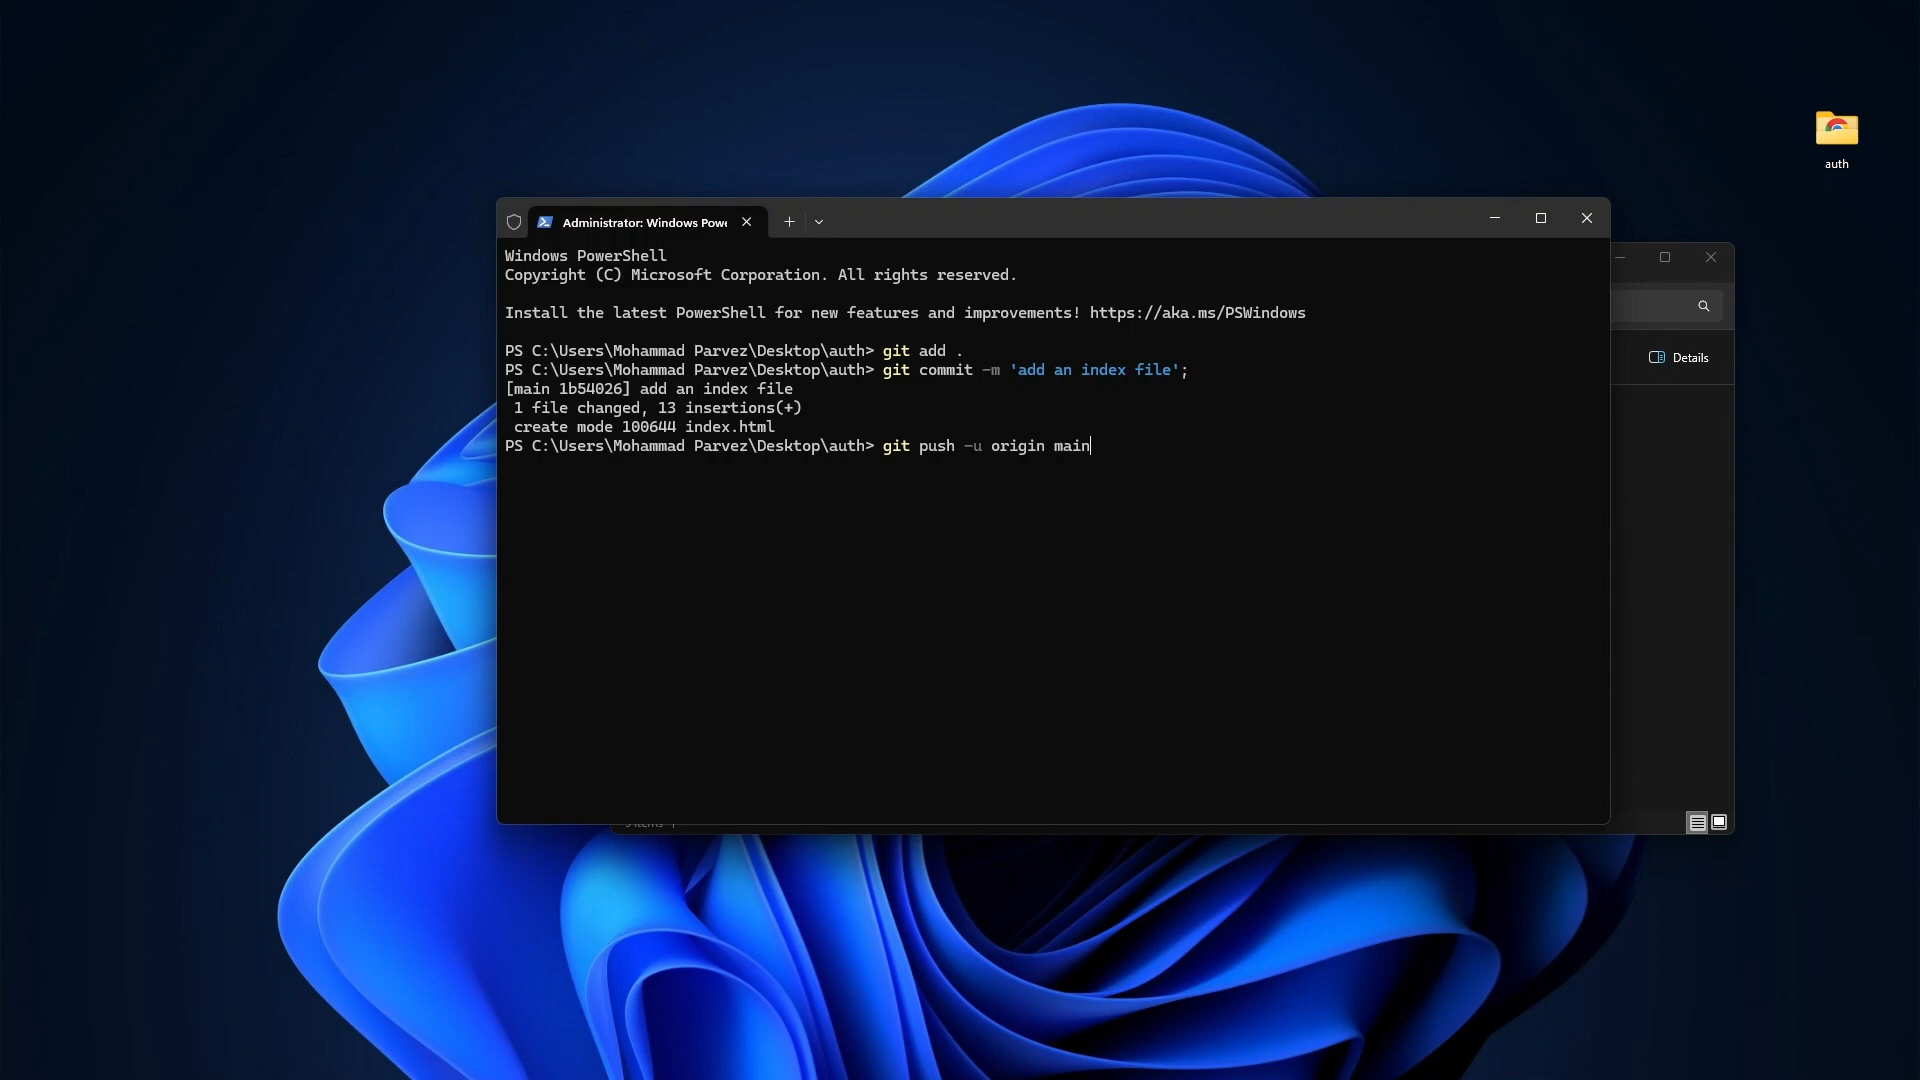 auth
Administrator: Windows Powe
Windows PowerShell
Copyright (C) Microsoft Corporation. All rights reserved.
Install the latest PowerShell for new features and improvements! https://aka.ms/PSWindows
PS C:\Users\Mohammad Parvez\Desktop\auth> git add .
PS C:\Users\Mohammad Parvez\Desktop\auth> git commit -m 'add an index file';
[main 1b54026] add an index file
 1 file changed, 13 insertions(+)
 create mode 100644 index.html
PS C:\Users\Mohammad Parvez\Desktop\auth> git push -u origin main
Details